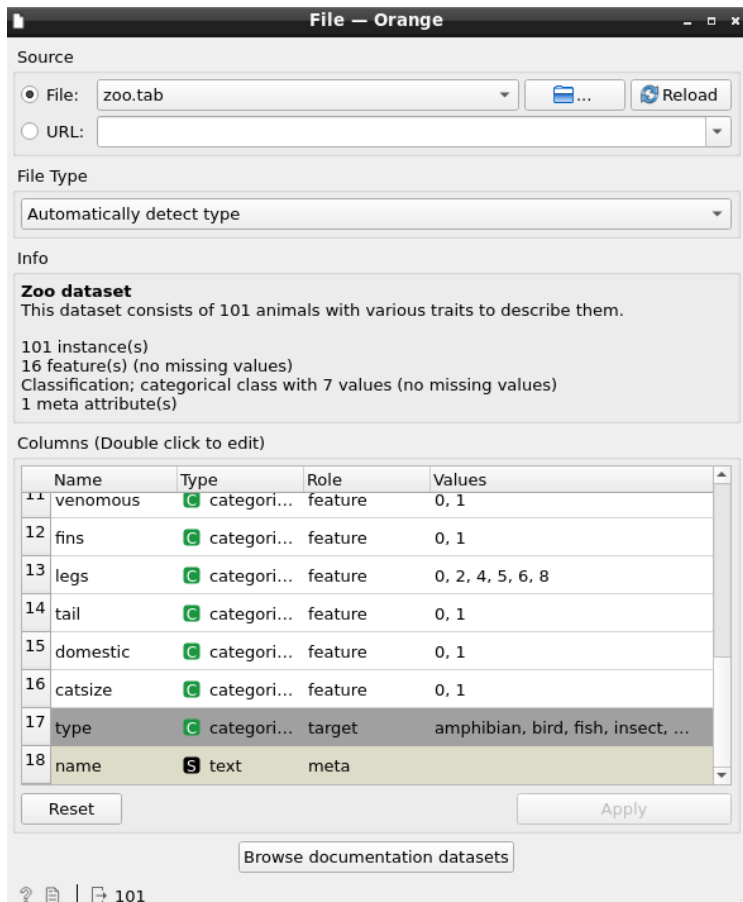 File — Orange
Source
File: zoo.tab ... Reload
URL:
File Type
Automatically detect type
Info
Zoo dataset
This dataset consists of 101 animals with various traits to describe them.
101 instance(s)
16 feature(s) (no missing values)
Classification; categorical class with 7 values (no missing values)
1 meta attribute(s)
Columns (Double click to edit)
Name Type Role Values
11 venomous C categori... feature 0, 1
12 fins C categori... feature 0, 1
13 legs C categori... feature 0, 2, 4, 5, 6, 8
14 tail C categori... feature 0, 1
15 domestic C categori... feature 0, 1
16 catsize C categori... feature 0, 1
17 type C categori... target amphibian, bird, fish, insect, ...
18 name S text meta
Reset Apply
Browse documentation datasets
? 101